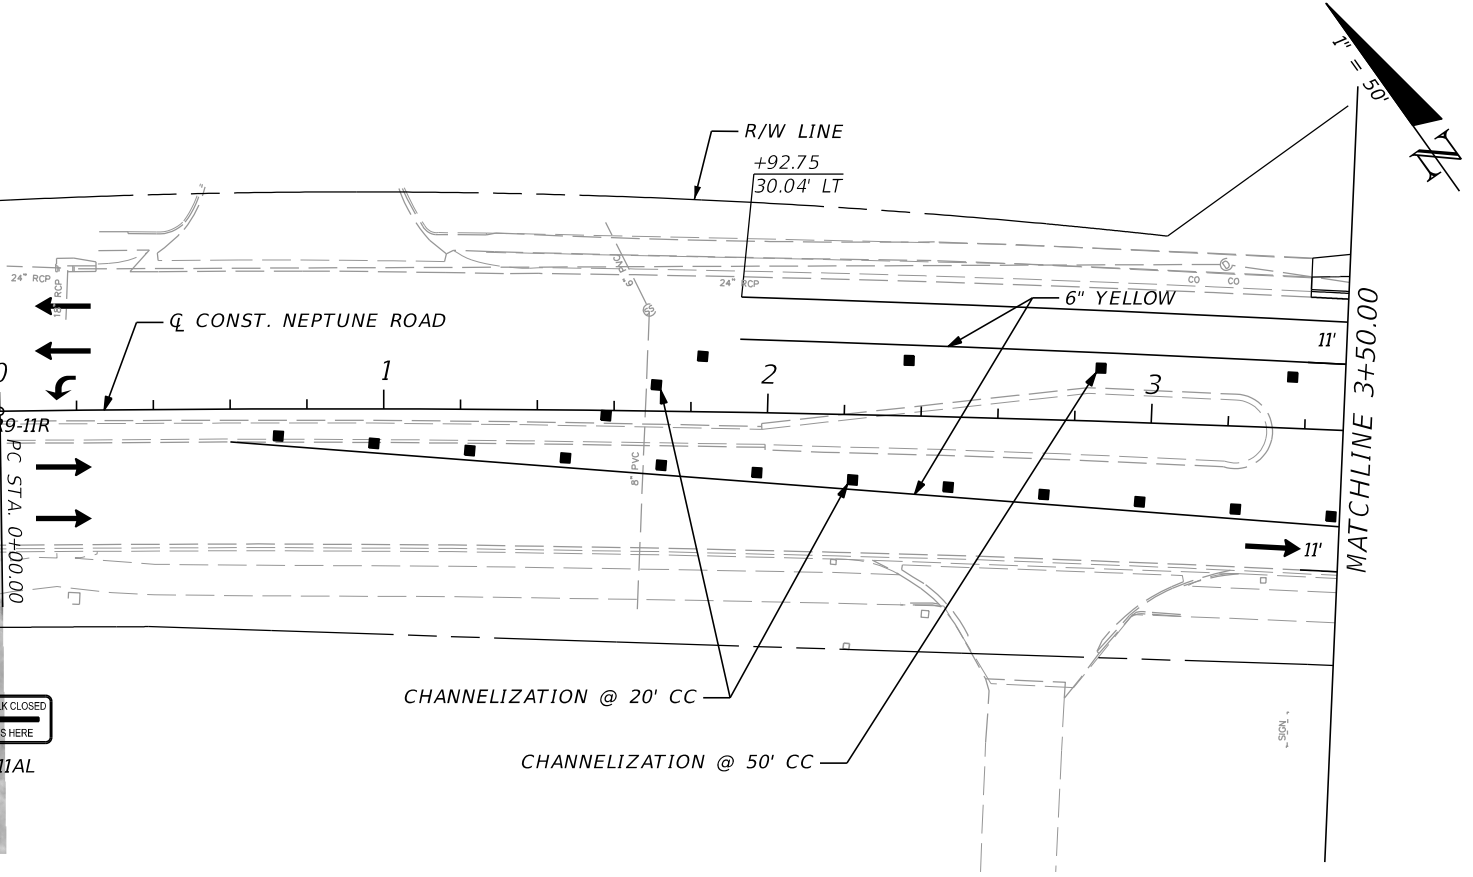 1" = 50'
N
R/W LINE
+92.75
30.04' LT
24" RCP
18" RCP
6" PVC
24" RCP
CO CO
6" YELLOW
℄ CONST. NEPTUNE ROAD
11'
0 1 2 3
MATCHLINE 3+50.00
R9-11R
PC STA. 0+00.00
8" PVC
11'
CHANNELIZATION @ 20' CC
CHANNELIZATION @ 50' CC
SIGN
LK CLOSED
S HERE
11AL